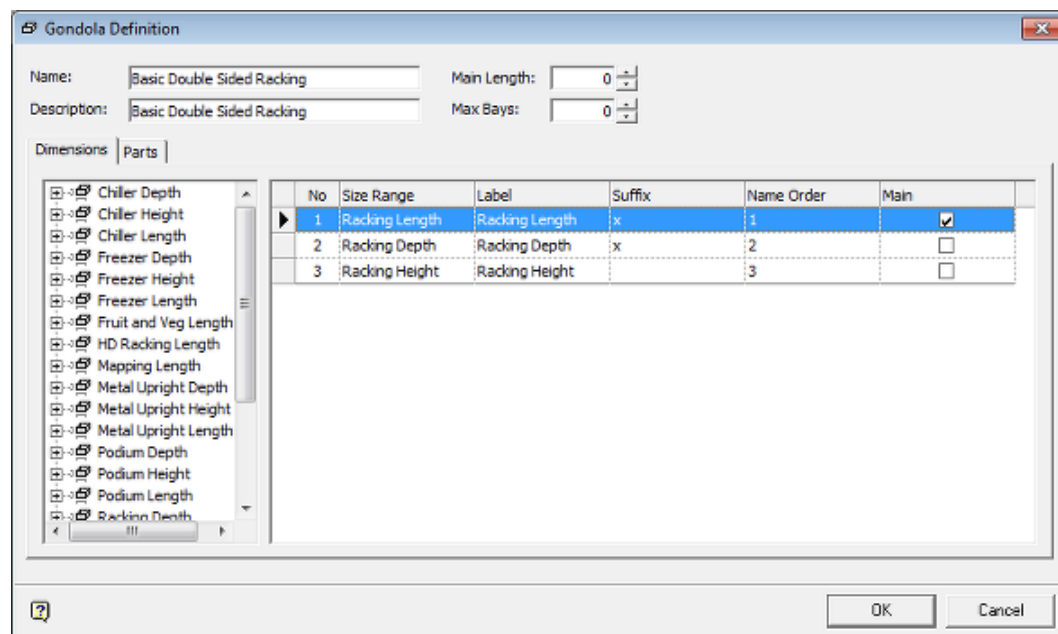 Gondola Definition
Name: Basic Double Sided Racking Main Length: 0
Description: Basic Double Sided Racking Max Bays: 0
Dimensions Parts
Chiller Depth
Chiller Height
Chiller Length
Freezer Depth
Freezer Height
Freezer Length
Fruit and Veg Length
HD Racking Length
Mapping Length
Metal Upright Depth
Metal Upright Height
Metal Upright Length
Podium Depth
Podium Height
Podium Length
Racking Depth
No Size Range Label Suffix Name Order Main
1 Racking Length Racking Length x 1
2 Racking Depth Racking Depth x 2
3 Racking Height Racking Height 3
OK Cancel